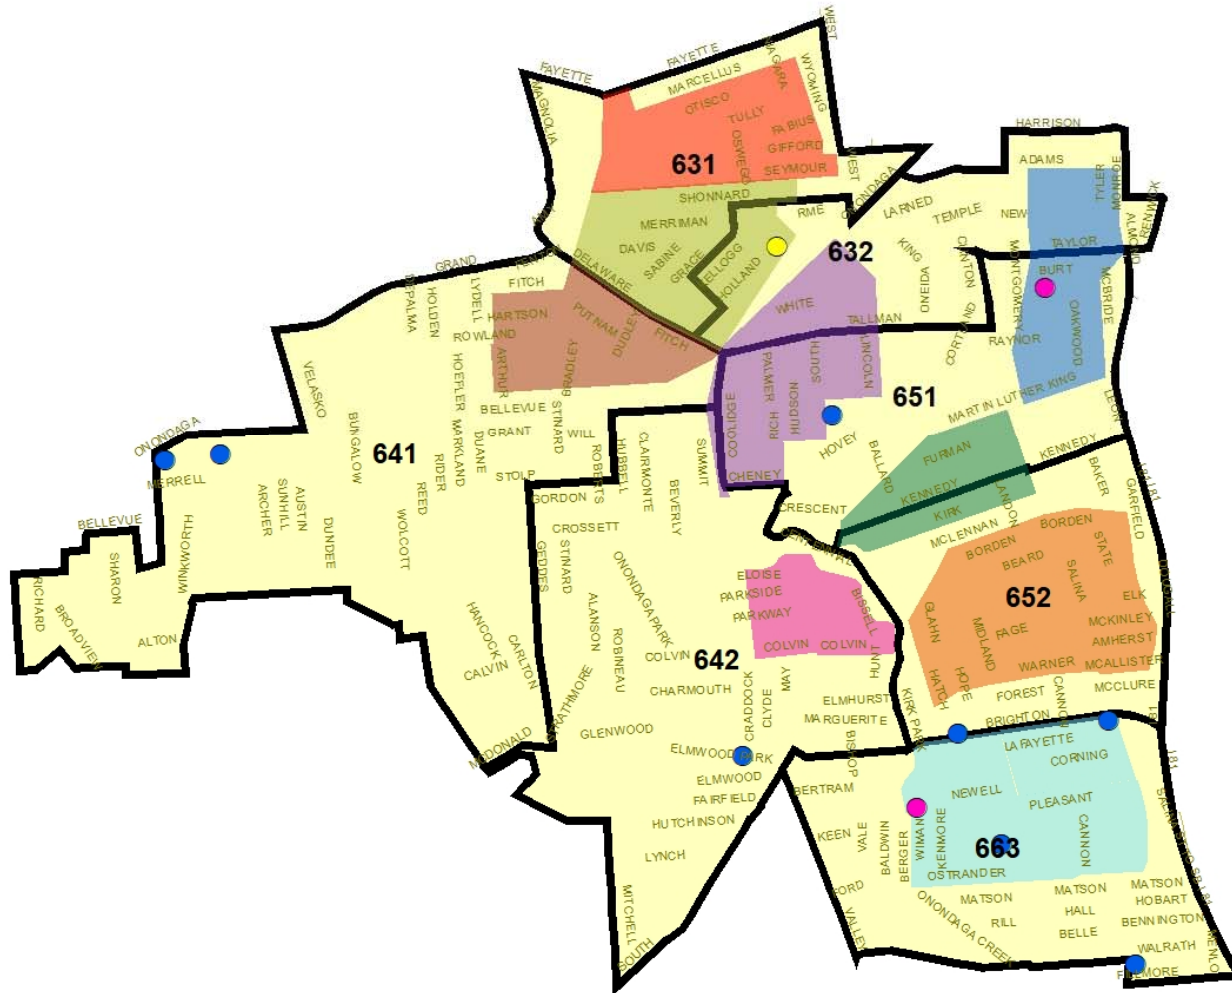 WEST
FAYETTE
FAYETTE
NIAGARA
MARCELLUS
WYOMING
MAGNOLIA
OTISCO
TULLY
FABIUS
HARRISON
OSWEGO
GIFFORD
ADAMS
631
SEYMOUR
WEST
TYLER
MONROE
SHONNARD
ONONDAGA
LARNED
TEMPLE
NEW
RENWICK
MERRIMAN
ALMOND
DAVIS
SABINE
GRACE
KELLOGG
632
KING
CLINTON
MONTGOMERY
TAYLOR
GRAND
DELAWARE
HOLLAND
BURT
FITCH
ONEIDA
MCBRIDE
DEPALMA
HOLDEN
LYDELL
HARTSON
PUTNAM
WHITE
TALLMAN
CORTLAND
OAKWOOD
ROWLAND
DUDLEY
FITCH
RAYNOR
HOEFLER
ARTHUR
BRADLEY
PALMER
SOUTH
LINCOLN
VELASKO
MARTIN LUTHER KING
BELLEVUE
COOLIDGE
RICH
HUDSON
651
LEON
BUNGALOW
GRANT
STINARD
WILL
ONONDAGA
641
MARKLAND
DUANE
ROBERTS
HUBBELL
CLAIRMONTE
SUMMIT
HOVEY
BALLARD
FURMAN
KENNEDY
MERRELL
RIDER
STOLP
CHENEY
KENNEDY
BAKER
GARFIELD
ARCHER
SUNHILL
AUSTIN
REED
GORDON
BEVERLY
CRESCENT
KIRK
LANDON
BELLEVUE
WINKWORTH
DUNDEE
WOLCOTT
CROSSETT
MCLENNAN
BORDEN
STATE
SHARON
GEDDES
STINARD
ONONDAGA PARK
BORDEN
BEARD
RICHARD
ELOISE
SALINA
652
BROADVIEW
ALANSON
PARKSIDE
BISSELL
ELK
PARKWAY
GLAHN
MIDLAND
PAGE
MCKINLEY
ALTON
HANCOCK
CARLTON
ROBINEAU
COLVIN
COLVIN
COLVIN
AMHERST
CALVIN
642
HUNT
WARNER
MCALLISTER
CHARMOUTH
CRADDOCK
CLYDE
MAY
ELMHURST
KIRK PARK
HATCH
HOPE
FOREST
CANNON
MCCLURE
STRATHMORE
MARGUERITE
BRIGHTON
GLENWOOD
BISHOP
LAFAYETTE
MCDONALD
ELMWOOD PARK
CORNING
I 81
ELMWOOD
BERTRAM
NEWELL
FAIRFIELD
PLEASANT
HUTCHINSON
KEEN
VALE
BALDWIN
BERGER
WIMAN
KENMORE
CANNON
LYNCH
663
OSTRANDER
FORD
MATSON
MATSON
MATSON
MITCHELL
VALLEY
ONONDAGA CREEK
RILL
HALL
HOBART
BELLE
BENNINGTON
SOUTH
WALRATH
MENLO